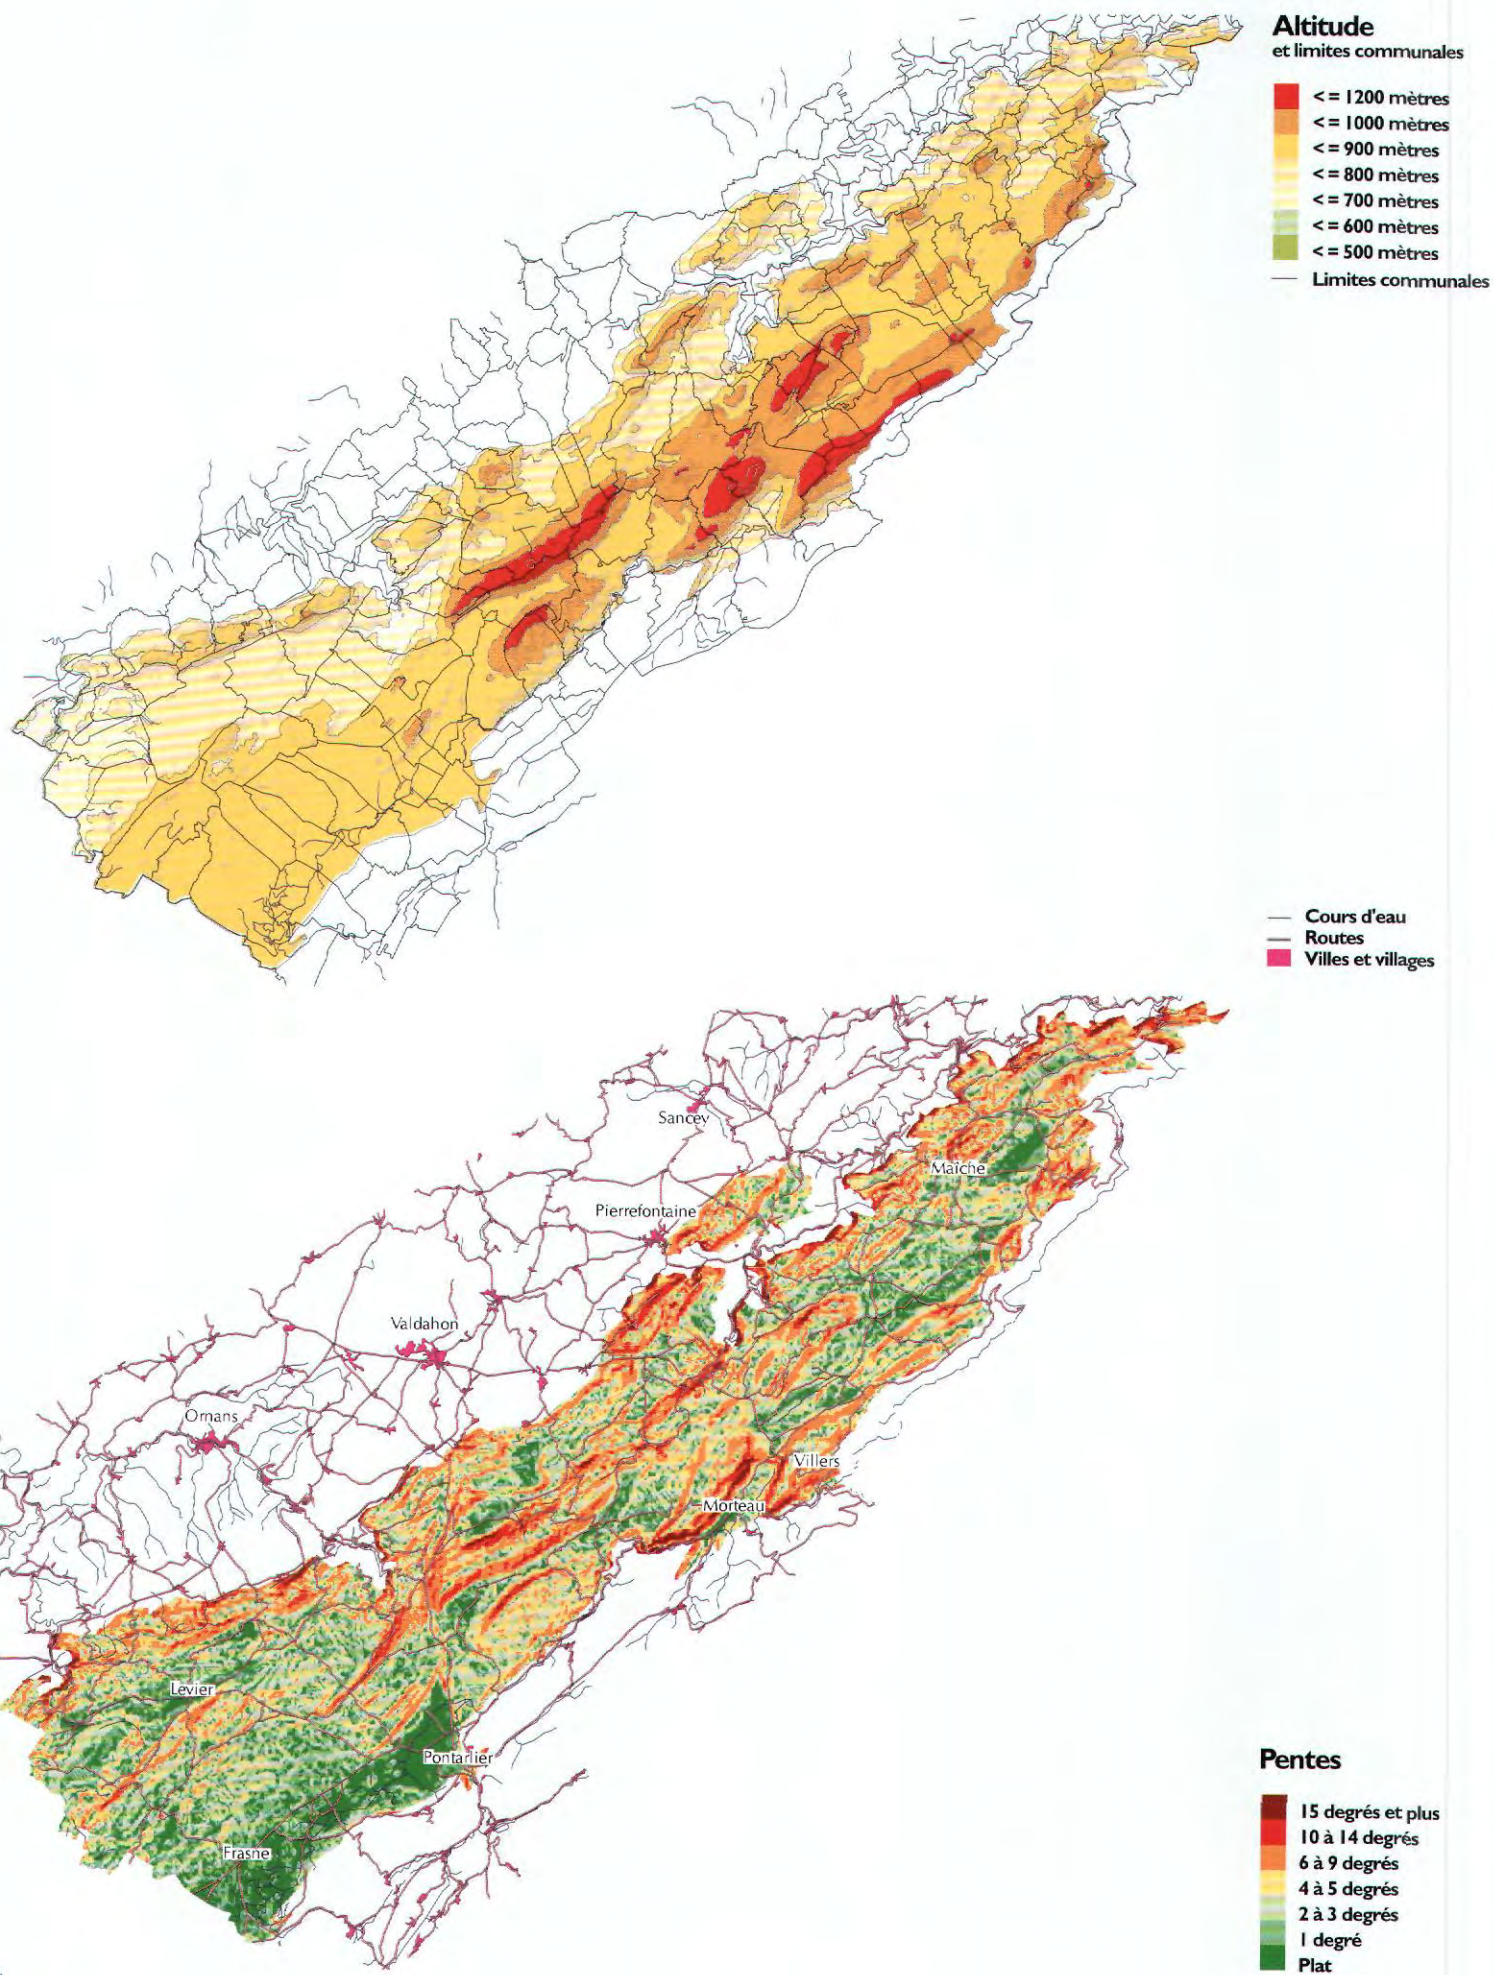 Altitude
et limites communales
<= 1200 mètres
<= 1000 mètres
<= 900 mètres
<= 800 mètres
<= 700 mètres
<= 600 mètres
<= 500 mètres
Limites communales
Cours d'eau
Routes
Villes et villages
Sancey
Maîche
Pierrefontaine
Valdahon
Ornans
Villers
Morteau
Levier
Pontarlier
Frasne
Pentes
15 degrés et plus
10 à 14 degrés
6 à 9 degrés
4 à 5 degrés
2 à 3 degrés
1 degré
Plat